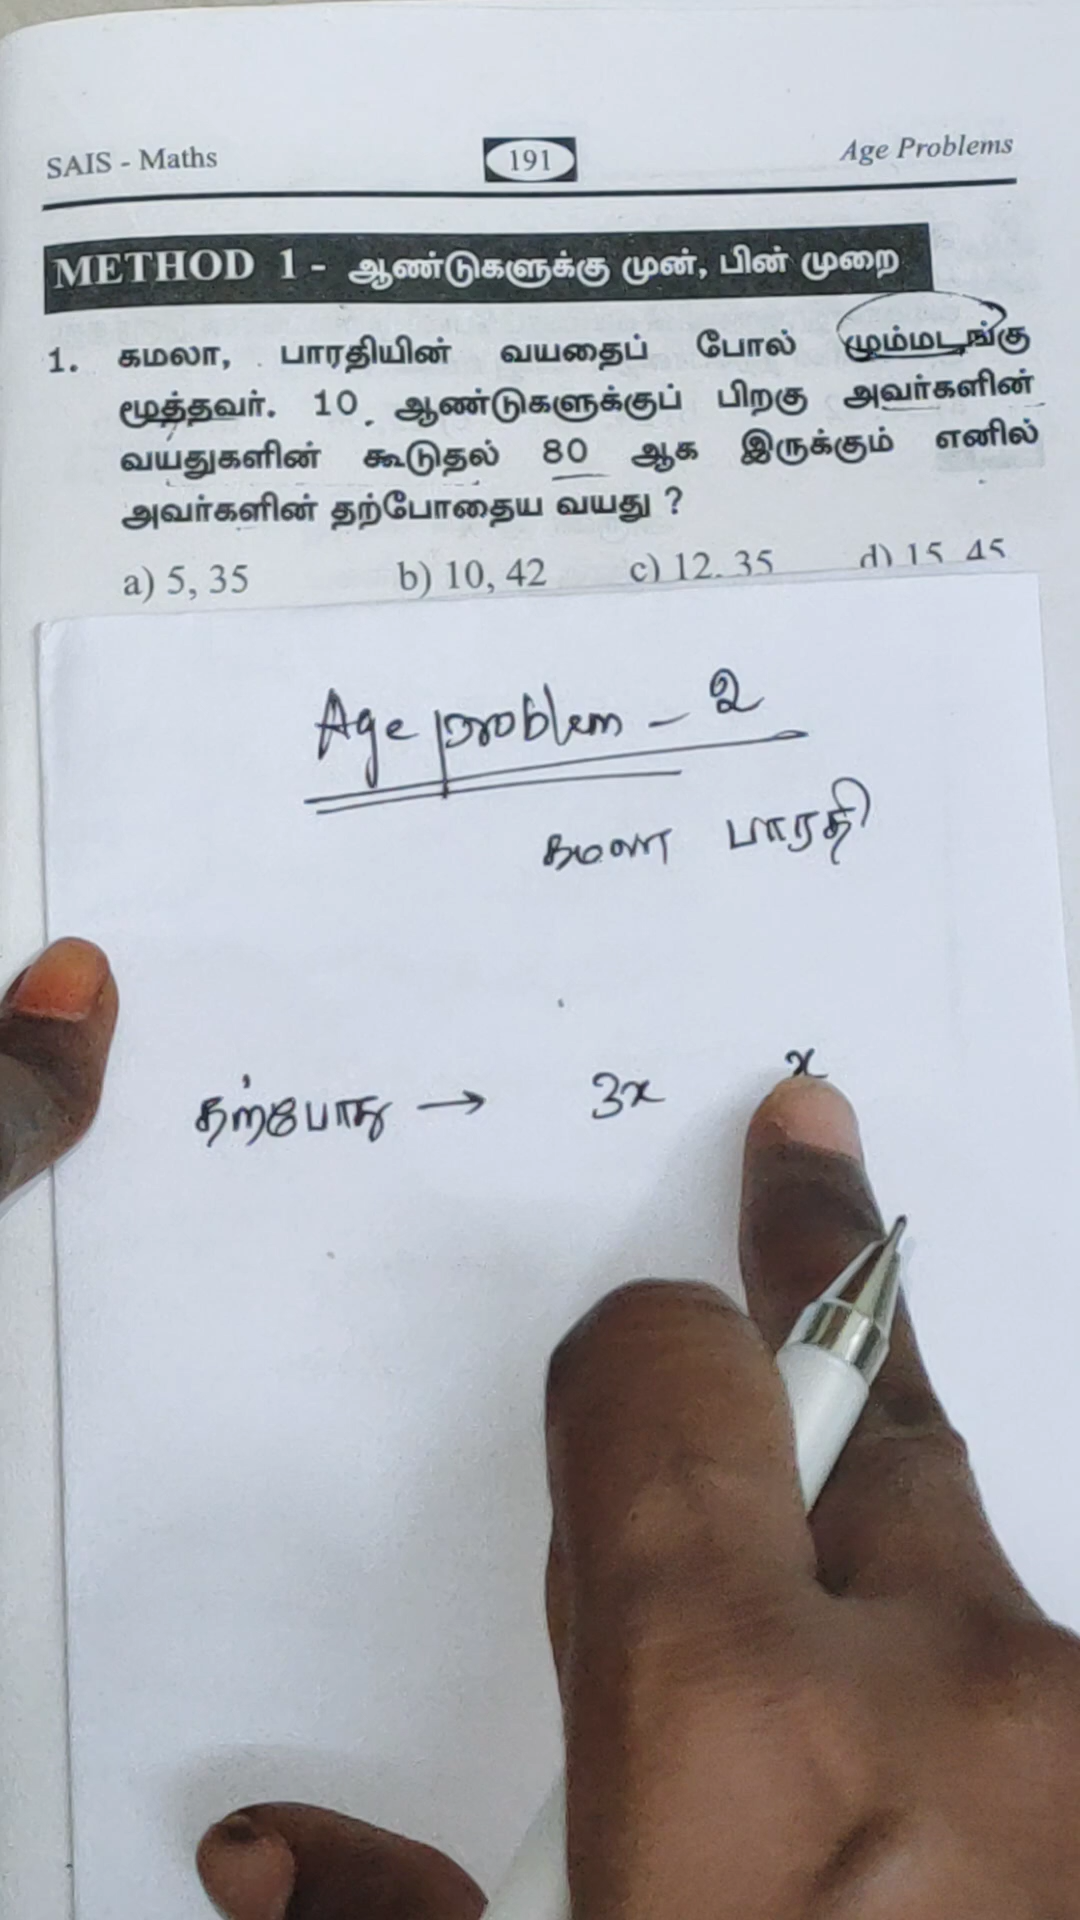 SAIS - Maths
191
Age Problems
METHOD 1 - ஆண்டுகளுக்கு முன், பின் முறை
1. கமலா, பாரதியின் வயதைப் போல் மும்மடங்கு
மூத்தவர். 10 ஆண்டுகளுக்குப் பிறகு அவர்களின்
வயதுகளின் கூடுதல் 80 ஆக இருக்கும் எனில்
அவர்களின் தற்போதைய வயது ?
a) 5, 35 b) 10, 42 c) 12, 35 d) 15, 45
Age problem - 2
கமலா பாரதி
தற்போது → 3x x